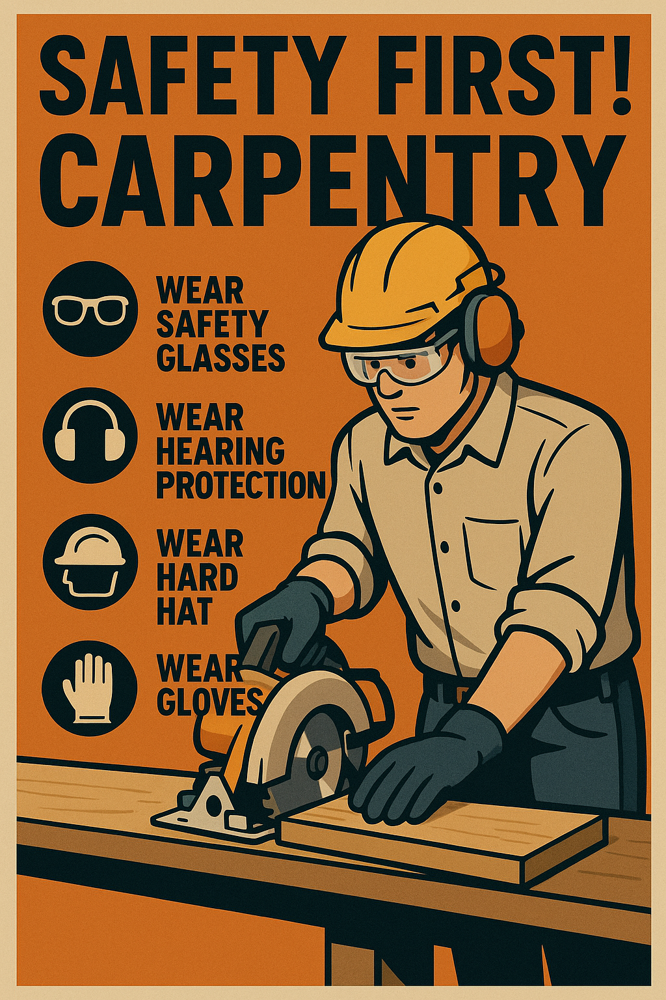 SAFETY FIRST!
CARPENTRY
WEAR
SAFETY
GLASSES
WEAR
HEARING
PROTECTION
WEAR
HARD
HAT
WEAR
GLOVES